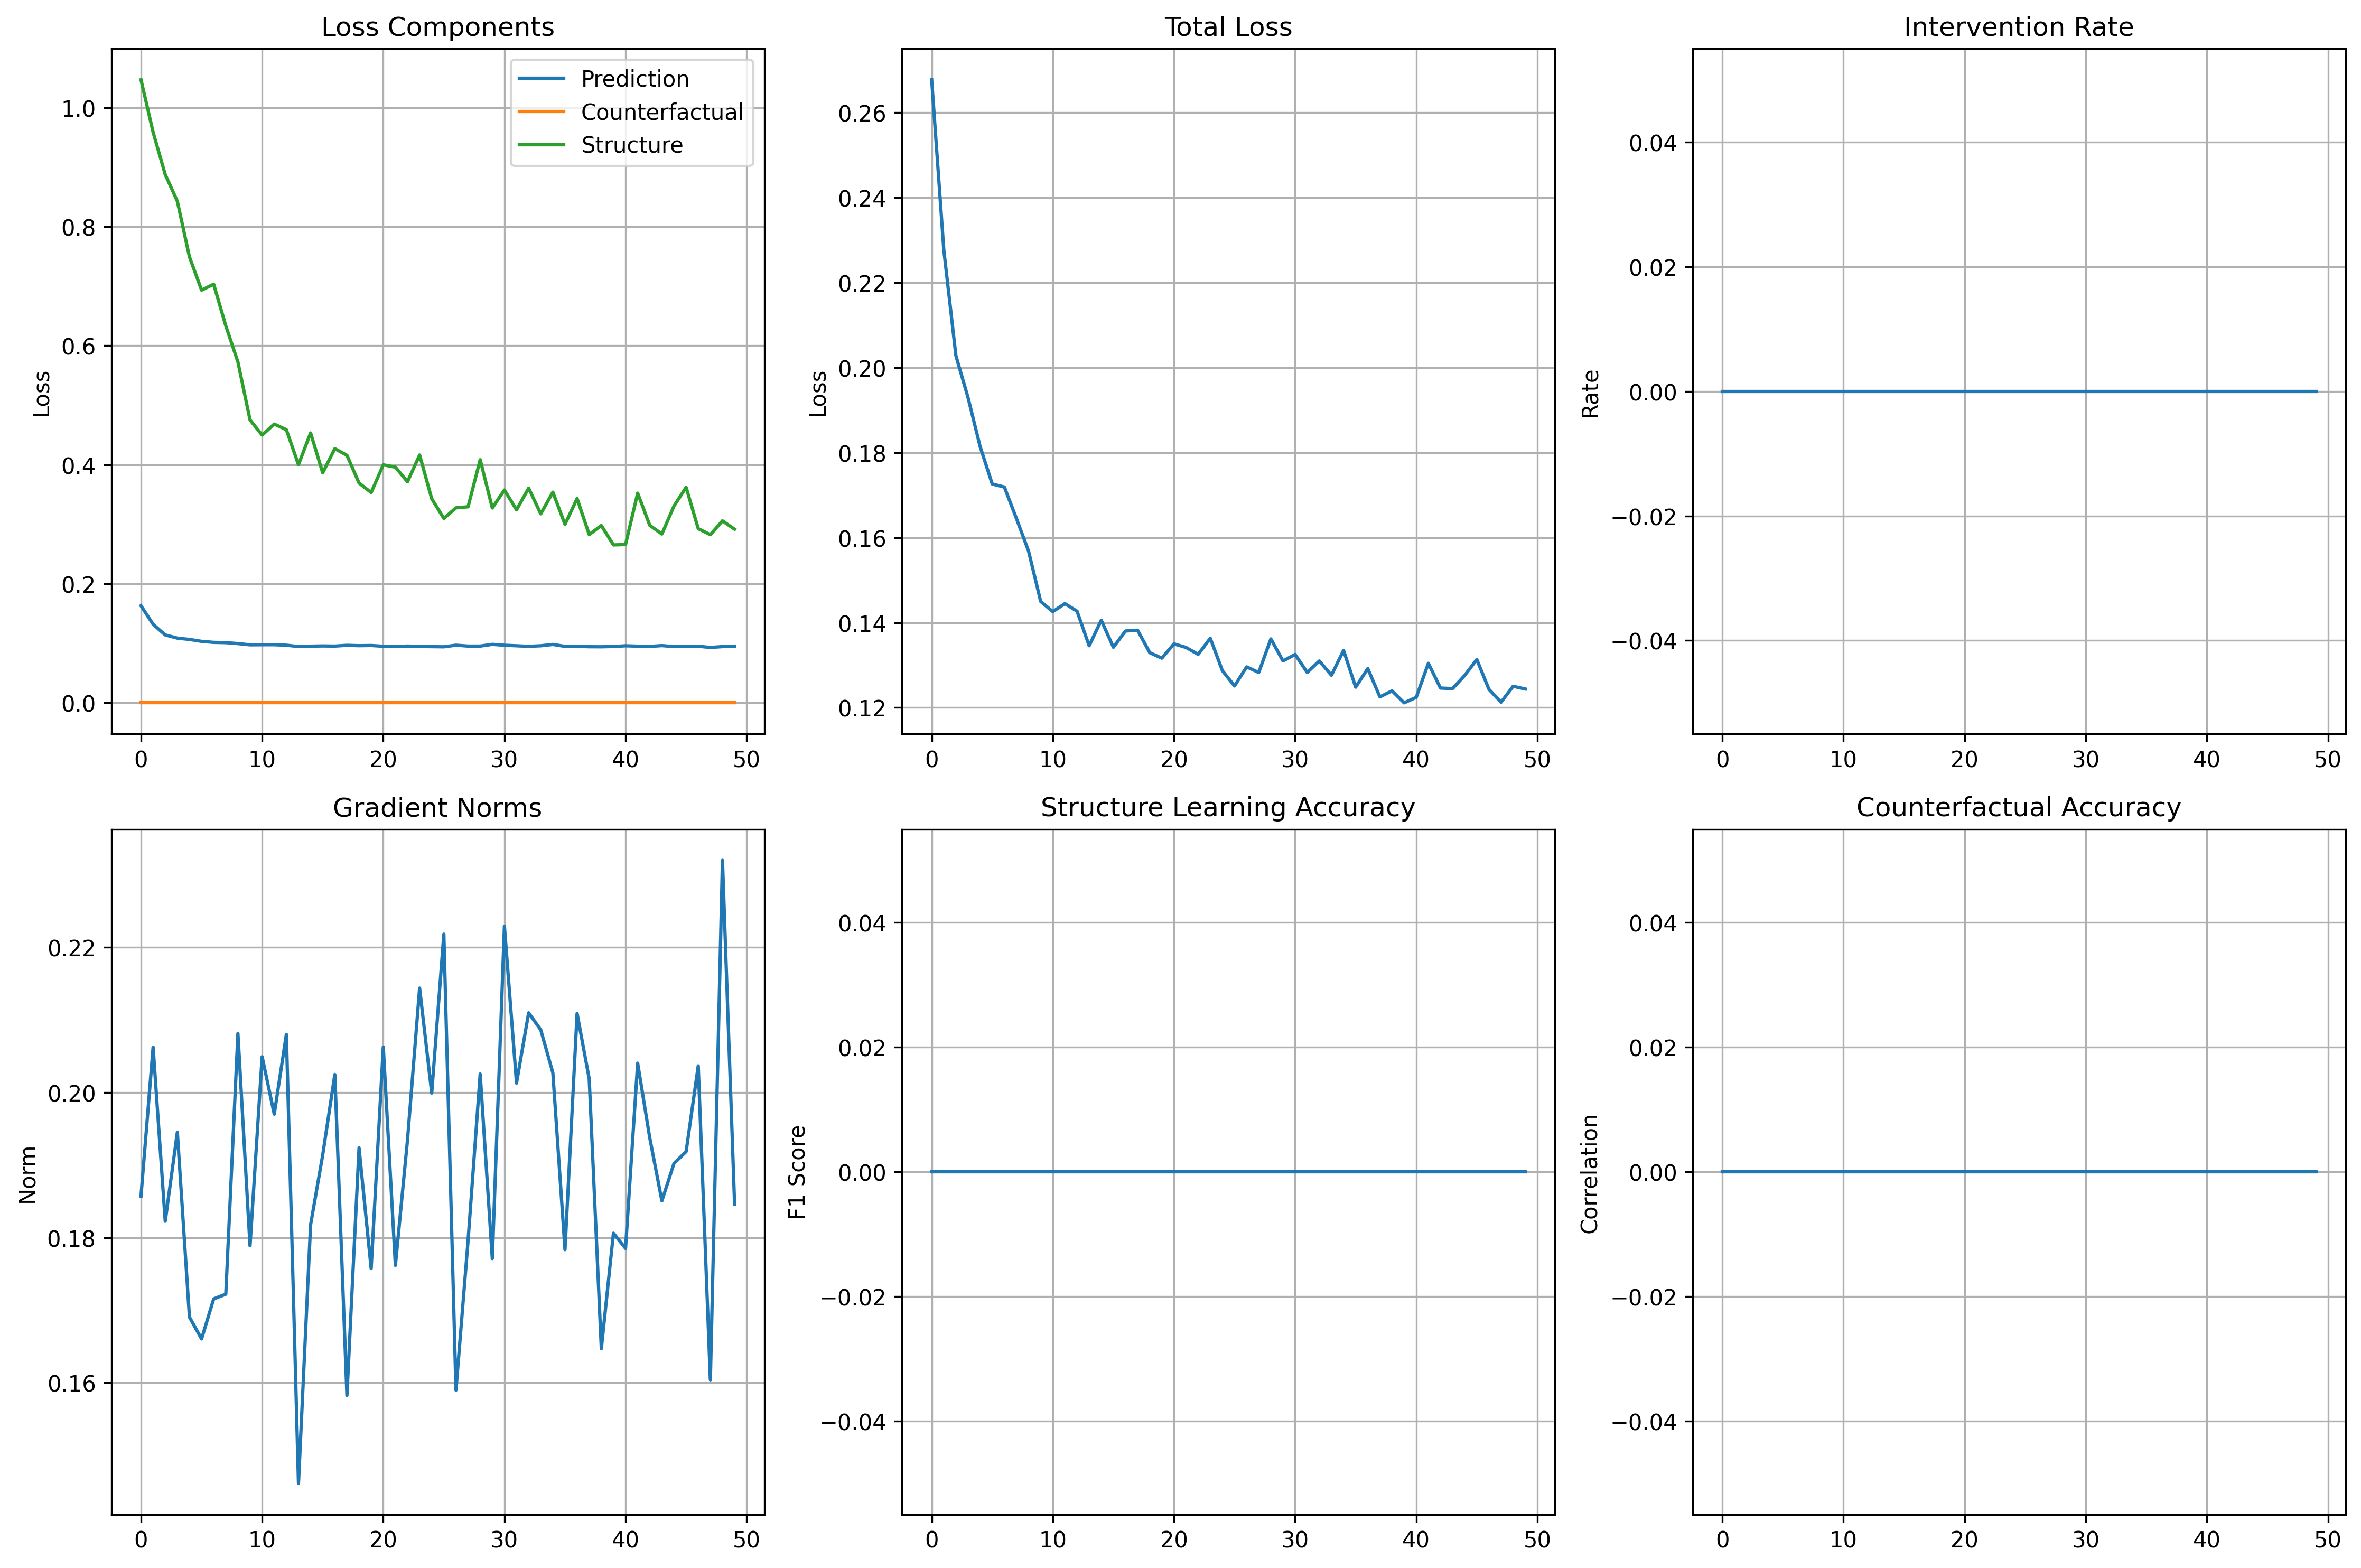 Loss Components
Loss
1.0
0.8
0.6
0.4
0.2
0.0
0 10 20 30 40 50
Prediction
Counterfactual
Structure
Total Loss
Loss
0.26
0.24
0.22
0.20
0.18
0.16
0.14
0.12
0 10 20 30 40 50
Intervention Rate
Rate
0.04
0.02
0.00
−0.02
−0.04
0 10 20 30 40 50
Gradient Norms
Norm
0.22
0.20
0.18
0.16
0 10 20 30 40 50
Structure Learning Accuracy
F1 Score
0.04
0.02
0.00
−0.02
−0.04
0 10 20 30 40 50
Counterfactual Accuracy
Correlation
0.04
0.02
0.00
−0.02
−0.04
0 10 20 30 40 50